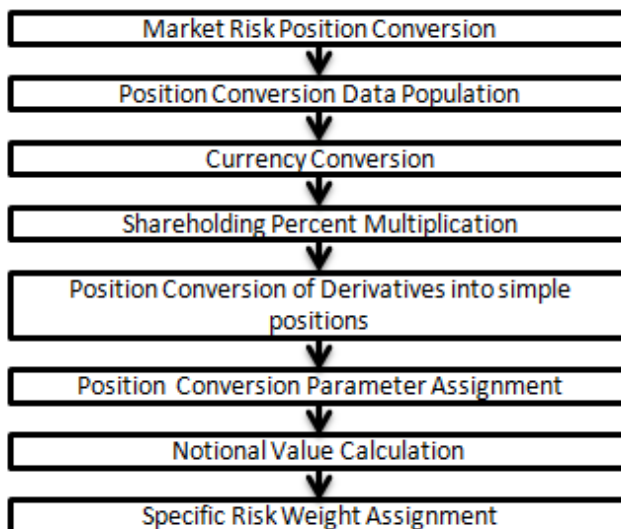 Market Risk Position Conversion
Position Conversion Data Population
Currency Conversion
Shareholding Percent Multiplication
Position Conversion of Derivatives into simple
positions
Position Conversion Parameter Assignment
Notional Value Calculation
Specific Risk Weight Assignment